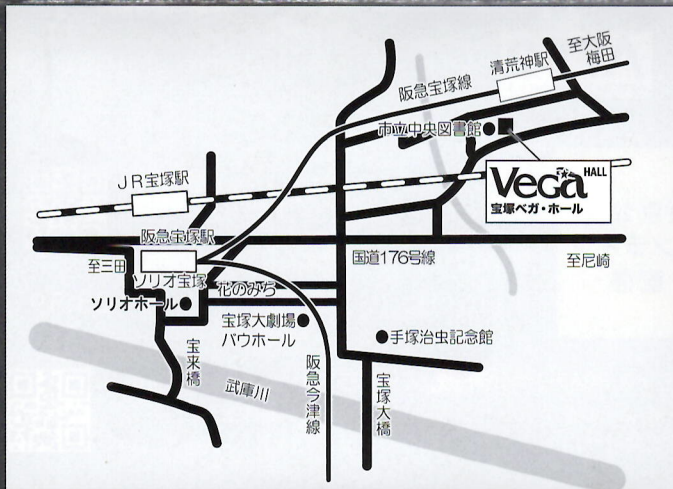 至大阪
梅田
清荒神駅
阪急宝塚線
市立中央図書館
Vega HALL
宝塚ベガ・ホール
JR宝塚駅
阪急宝塚駅
国道176号線
至尼崎
至三田
ソリオ宝塚
花のみち
ソリオホール
宝塚大劇場
バウホール
手塚治虫記念館
宝来橋
武庫川
阪急今津線
宝塚大橋